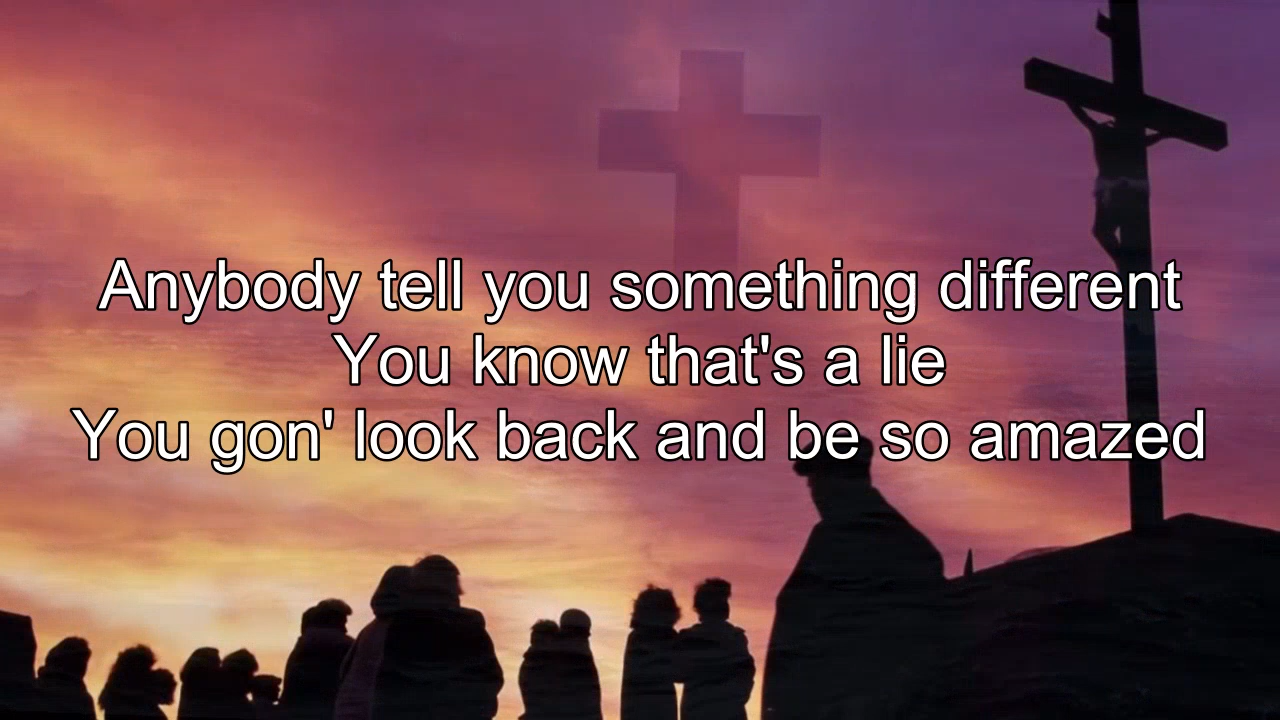 Anybody tell you something different
You know that's a lie
You gon' look back and be so amazed